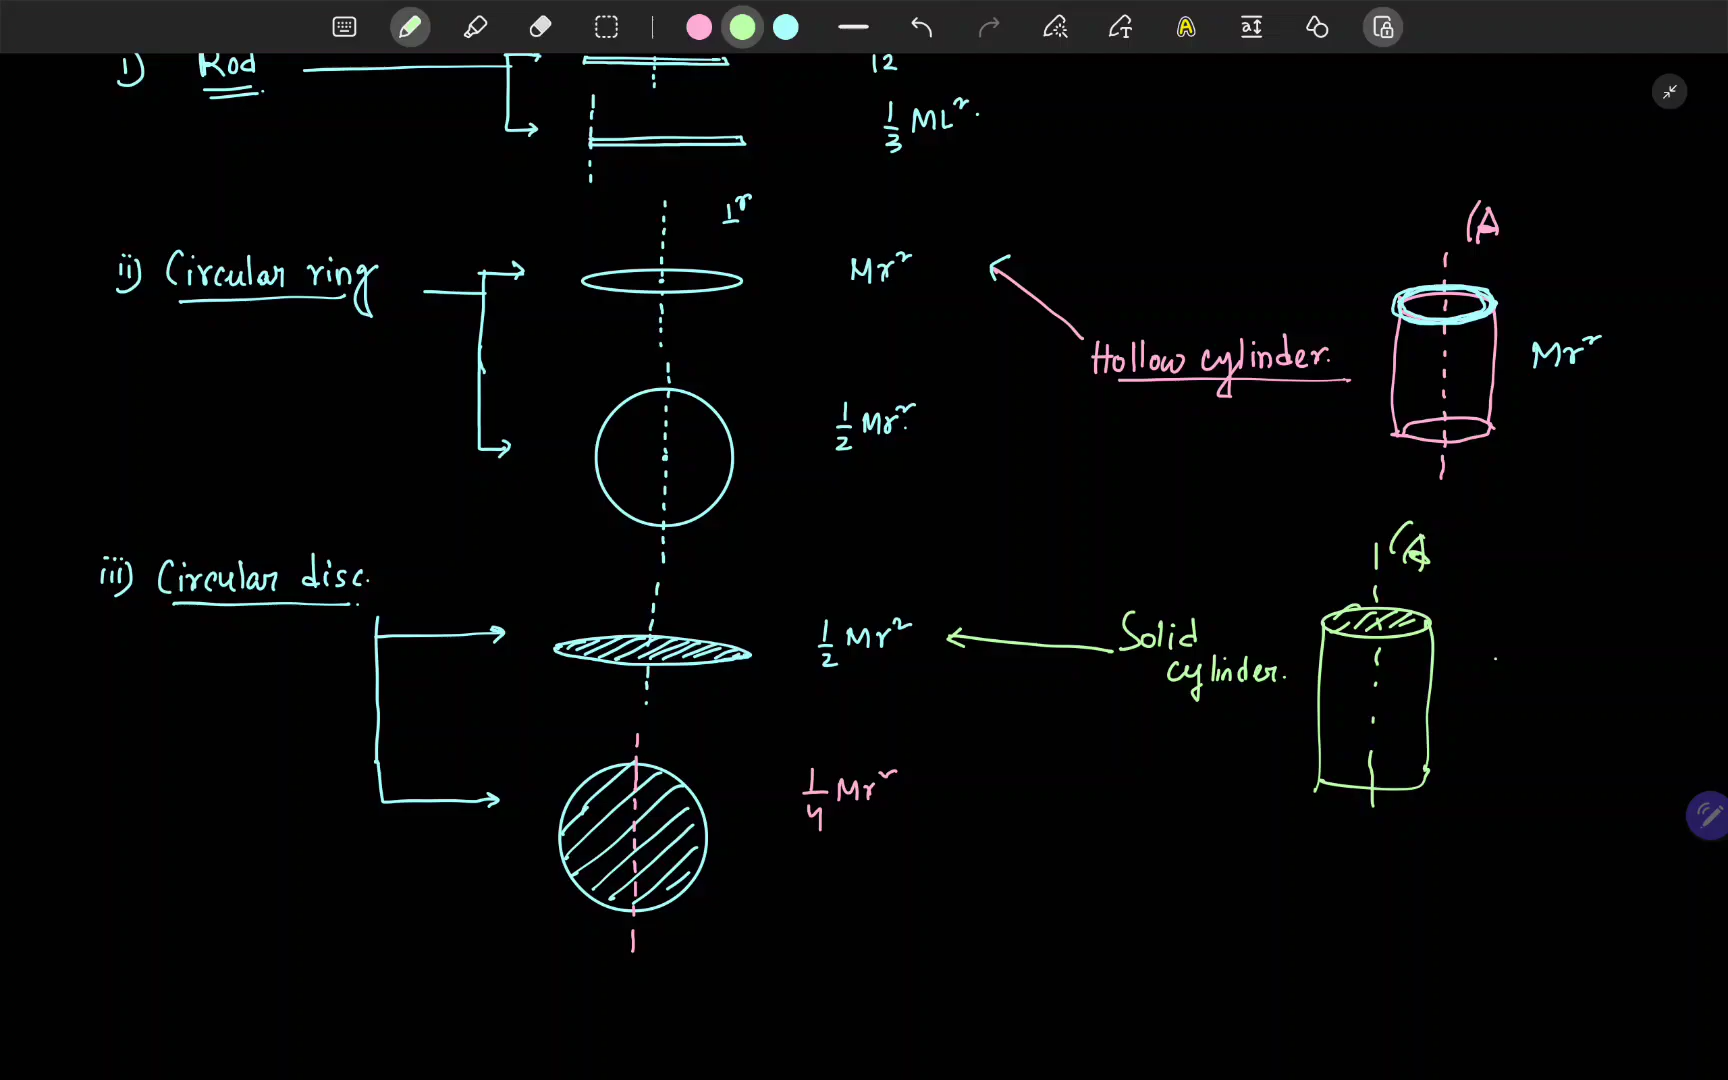 i) Rod
12
1/3 ML²
⊥r
ii) Circular ring
Mr²
1/2 Mr²
Hollow cylinder.
(A
Mr²
iii) Circular disc.
1/2 Mr²
Solid
cylinder.
(A
1/4 Mr²